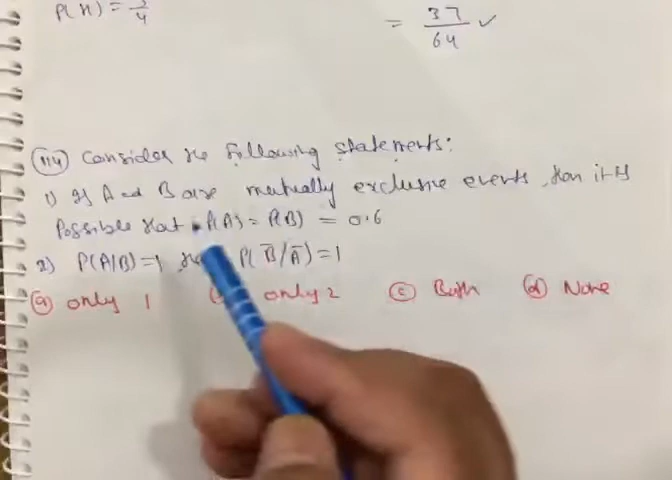 P(x) = 3/4
= 37/64 ✓
(114) Consider the Following statements:
1) If A and B are mutually exclusive events, then it is
Possible that P(A) = P(B) = 0.6
2) P(A/B) = 1, P(B̅/A̅) = 1
(a) only 1 only 2 (c) Both (d) None